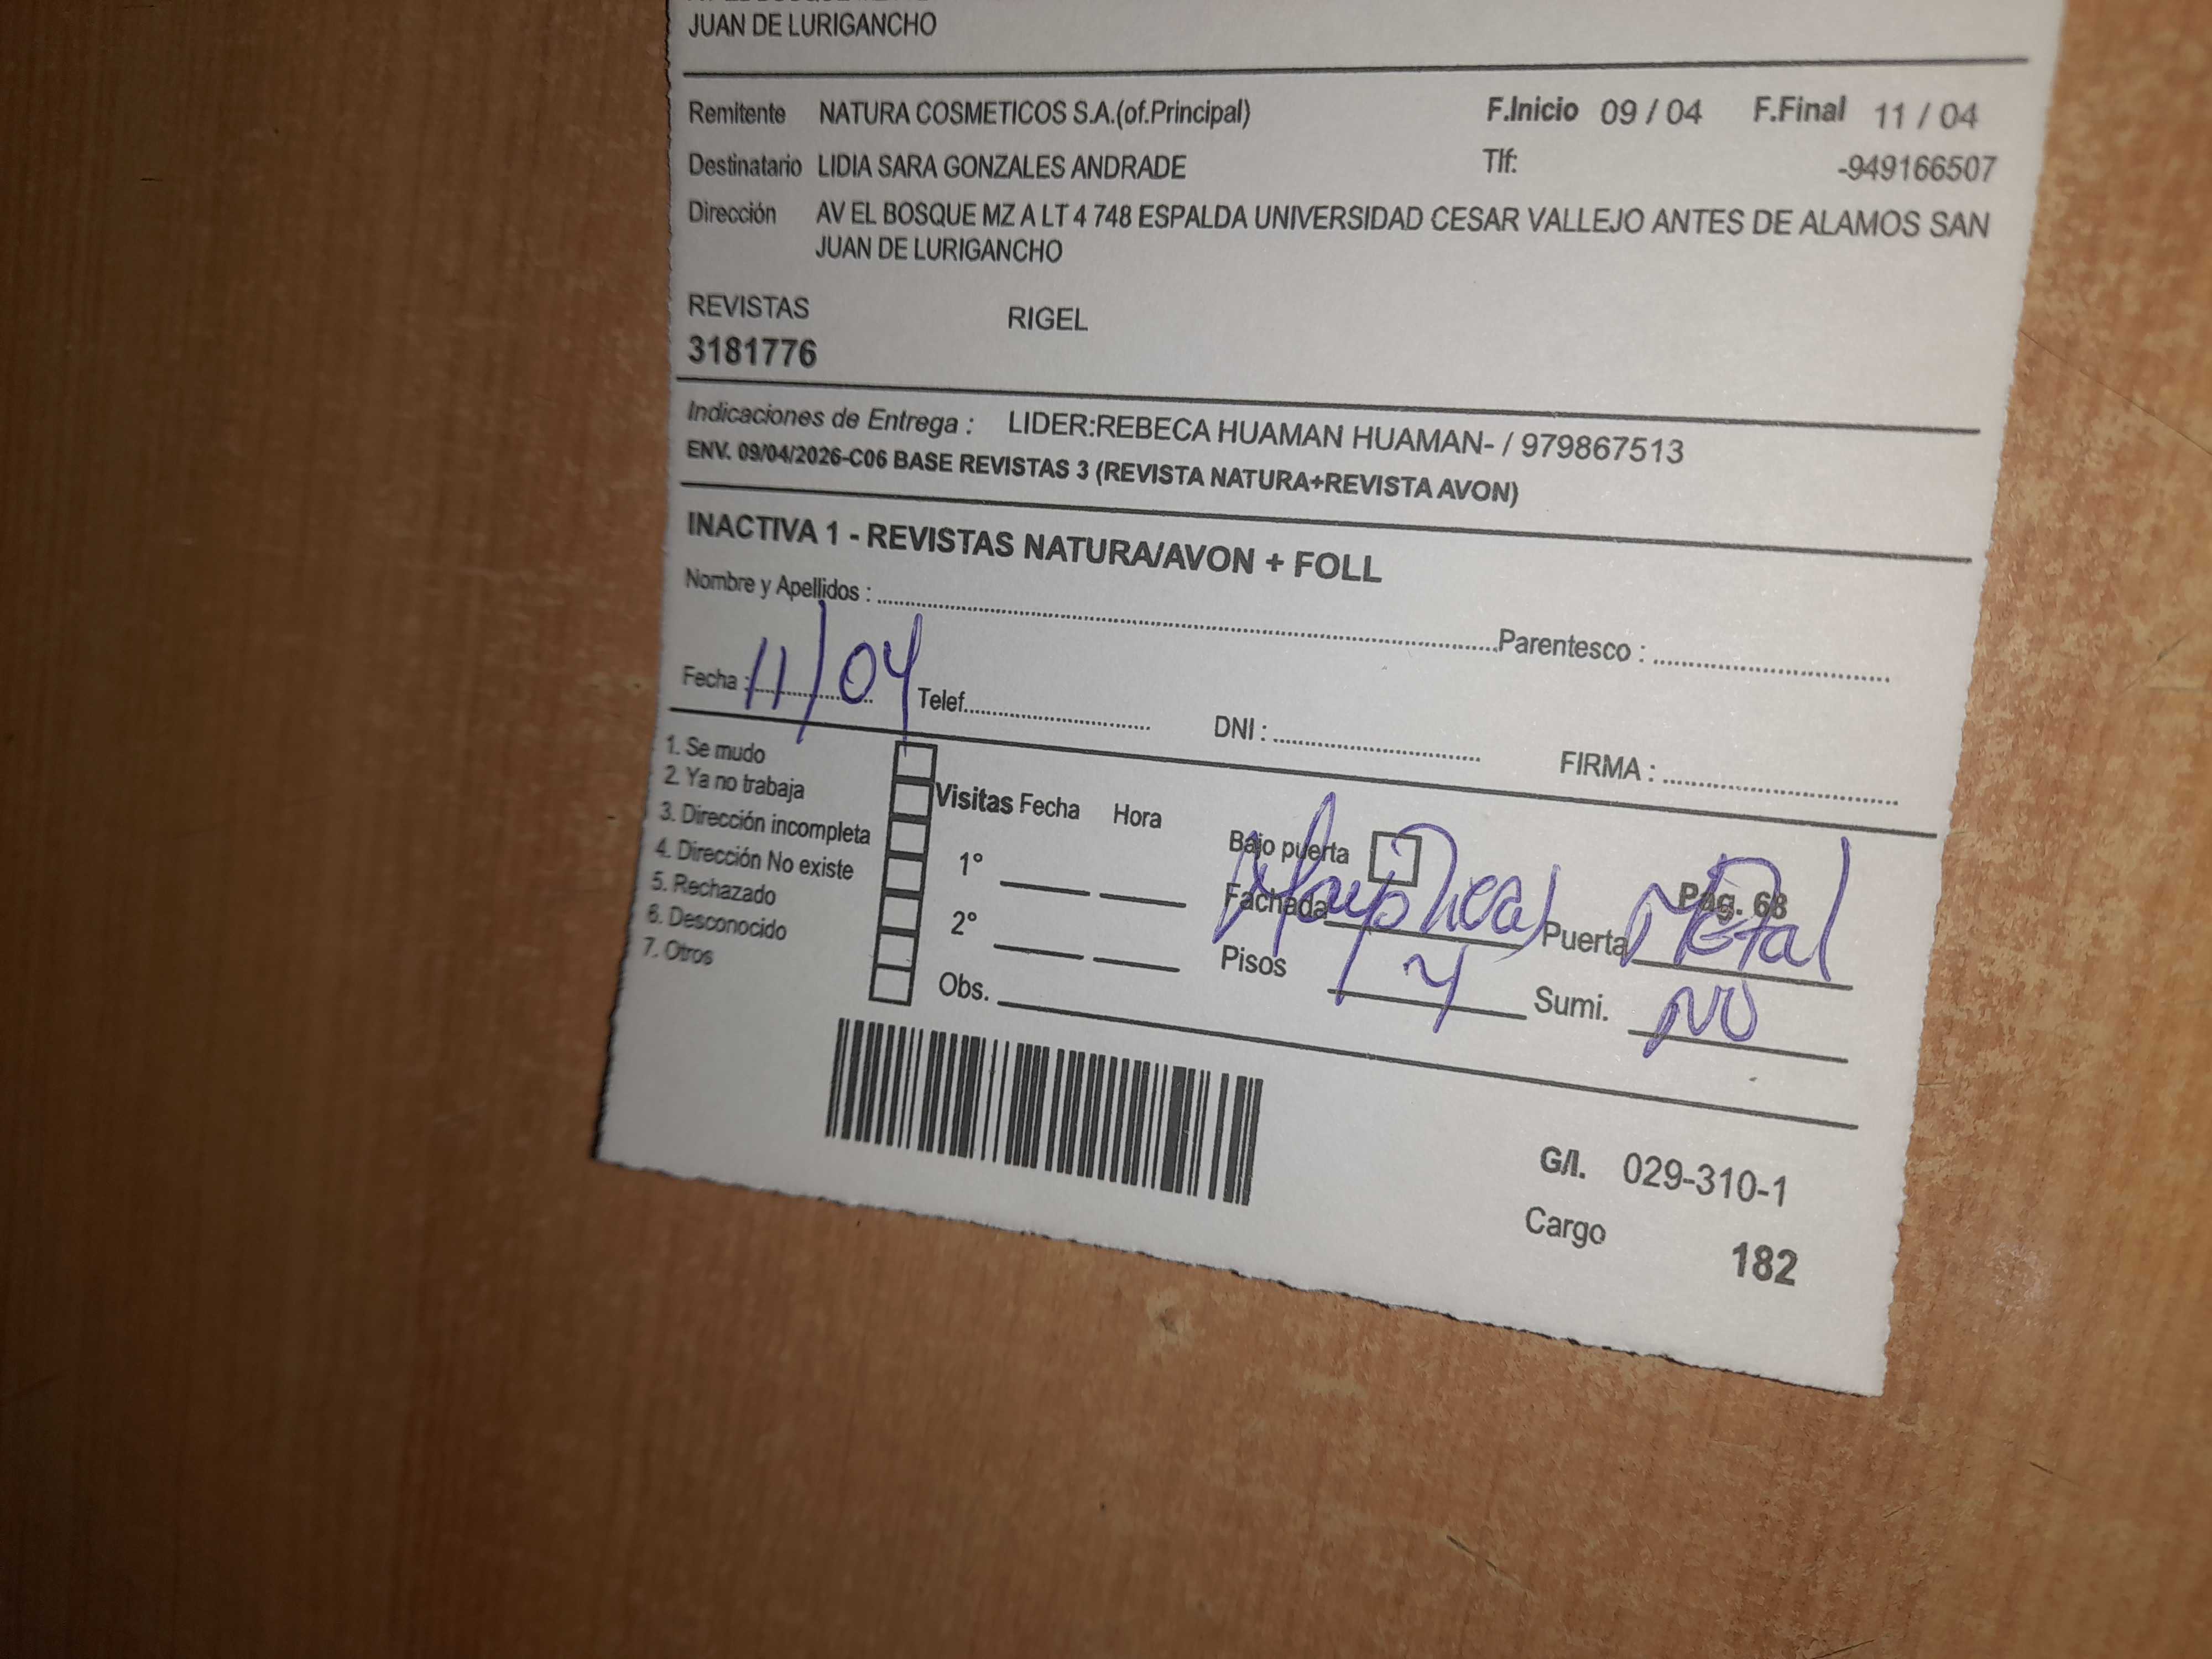 JUAN DE LURIGANCHO
Remitente NATURA COSMETICOS S.A.(of.Principal) F.Inicio 09 / 04 F.Final 11 / 04
Destinatario LIDIA SARA GONZALES ANDRADE Tlf: -949166507
Dirección AV EL BOSQUE MZ A LT 4 748 ESPALDA UNIVERSIDAD CESAR VALLEJO ANTES DE ALAMOS SAN
JUAN DE LURIGANCHO
REVISTAS RIGEL
3181776
Indicaciones de Entrega : LIDER:REBECA HUAMAN HUAMAN- / 979867513
ENV. 09/04/2026-C06 BASE REVISTAS 3 (REVISTA NATURA+REVISTA AVON)
INACTIVA 1 - REVISTAS NATURA/AVON + FOLL
Nombre y Apellidos : Parentesco :
Fecha : 11/04 Telef. DNI : FIRMA :
1. Se mudo
2. Ya no trabaja
3. Dirección incompleta
4. Dirección No existe
5. Rechazado
6. Desconocido
7. Otros
Visitas Fecha Hora
1°
2°
Obs.
Bajo puerta Pág. 68
Fachada Puerta Metal
Pisos 4 Sumi. NO
G/I. 029-310-1
Cargo 182